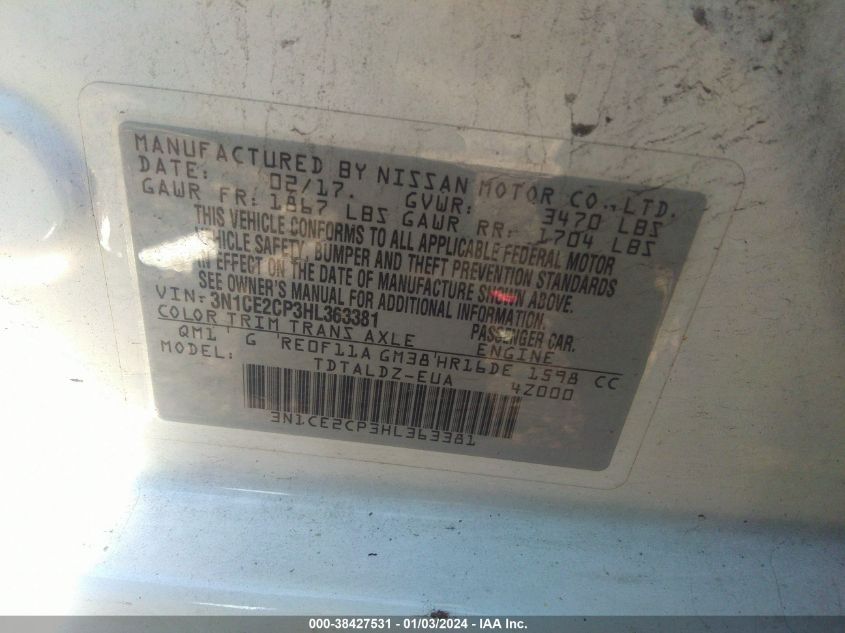 MANUFACTURED BY NISSAN MOTOR CO., LTD.
DATE: 02/17. GVWR: 3470 LBS
GAWR FR: 1867 LBS GAWR RR: 1704 LBS
THIS VEHICLE CONFORMS TO ALL APPLICABLE FEDERAL MOTOR
VEHICLE SAFETY, BUMPER AND THEFT PREVENTION STANDARDS
IN EFFECT ON THE DATE OF MANUFACTURE SHOWN ABOVE.
SEE OWNER'S MANUAL FOR ADDITIONAL INFORMATION.
VIN: 3N1CE2CP3HL363381 PASSENGER CAR.
COLOR TRIM TRANS AXLE ENGINE
QM1 G RE0F11A GM38 HR16DE 1598 CC
MODEL: TDTALDZ-EUA 4Z000
3N1CE2CP3HL363381
000-38427531 - 01/03/2024 - IAA Inc.